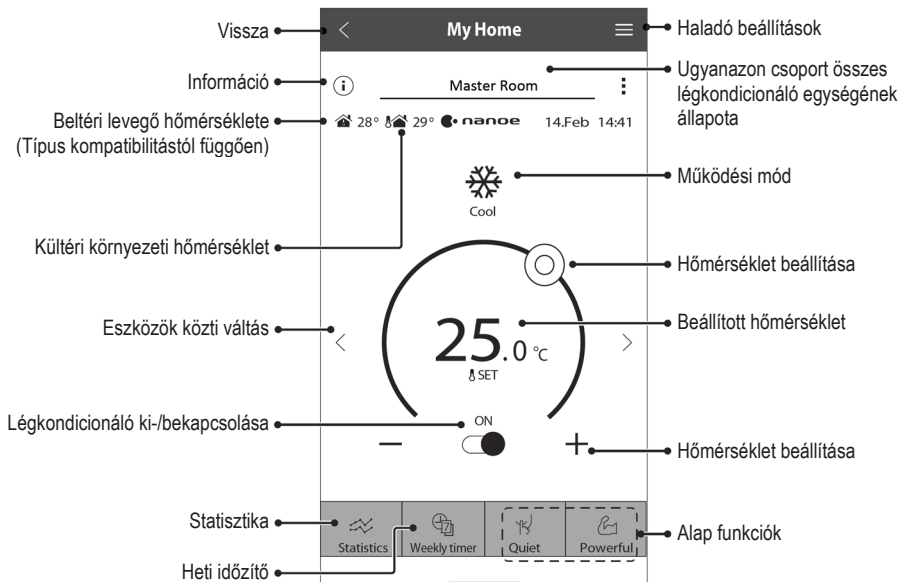 Vissza
My Home
Haladó beállítások
Információ
Master Room
Ugyanazon csoport összes
légkondicionáló egységének
állapota
Beltéri levegő hőmérséklete
(Típus kompatibilitástól függően)
28° 29° nanoe 14.Feb 14:41
Működési mód
Cool
Kültéri környezeti hőmérséklet
Hőmérséklet beállítása
Eszközök közti váltás
25.0 °C
SET
Beállított hőmérséklet
Légkondicionáló ki-/bekapcsolása
ON
Hőmérséklet beállítása
Statisztika
Statistics
Weekly timer
Quiet
Powerful
Alap funkciók
Heti időzítő